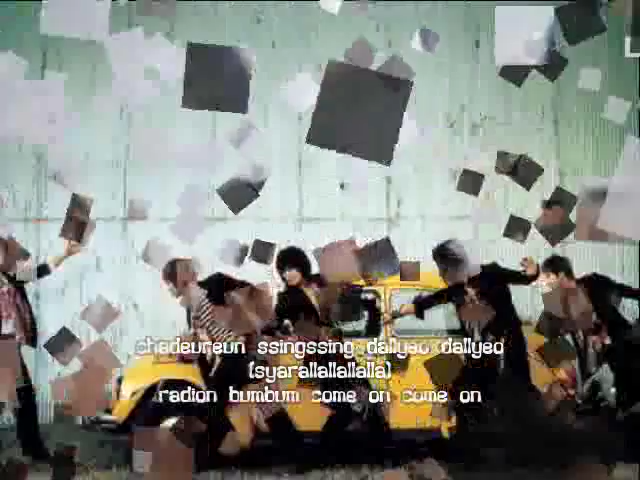 chadeureun ssingssing dallyeo dallyeo
(syarallallallalla)
radion bumbum come on come on